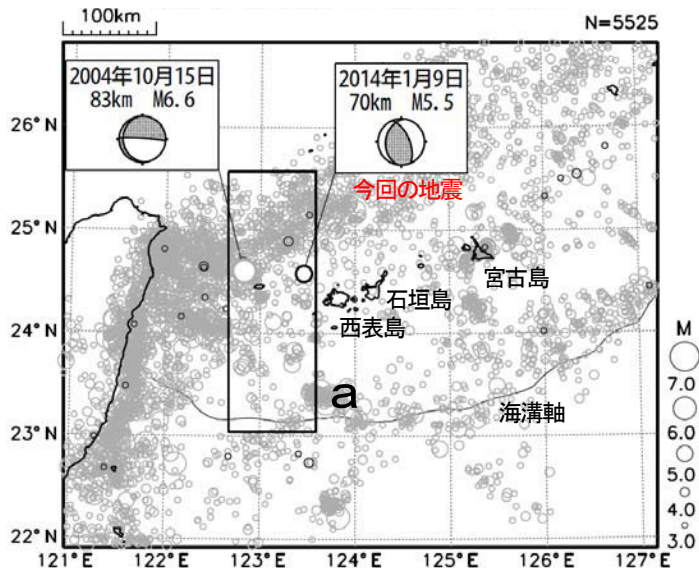 100km
N=5525
2004年10月15日
83km M6.6
2014年1月9日
70km M5.5
今回の地震
26°N
25°N
24°N
23°N
22°N
宮古島
石垣島
西表島
a
海溝軸
M
7.0
6.0
5.0
4.0
3.0
121°E
122°E
123°E
124°E
125°E
126°E
127°E